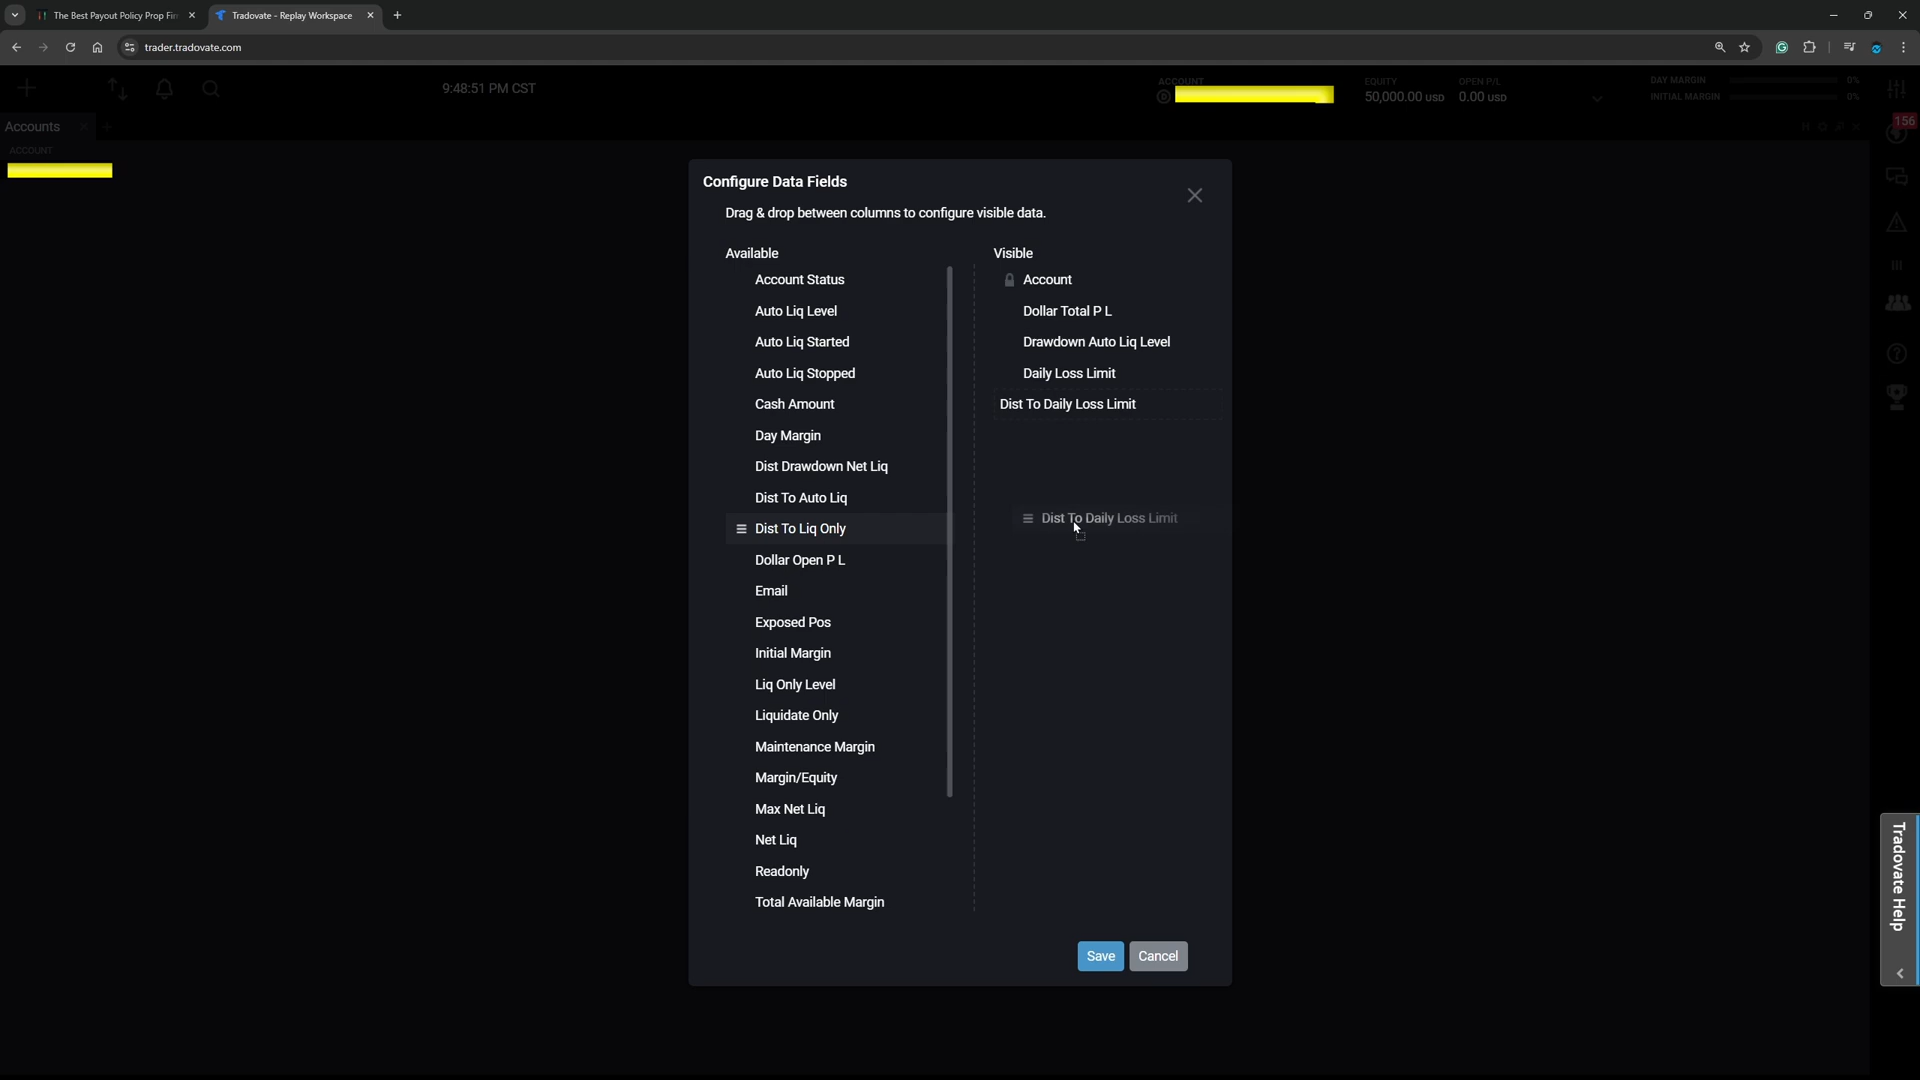 The Best Payout Policy Prop Fir
Tradovate - Replay Workspace
trader.tradovate.com
9:48:51 PM CST
ACCOUNT
EQUITY
50,000.00 USD
OPEN P/L
0.00 USD
DAY MARGIN
0%
INITIAL MARGIN
0%
Accounts
156
ACCOUNT
Configure Data Fields
Drag & drop between columns to configure visible data.
Available
Account Status
Auto Liq Level
Auto Liq Started
Auto Liq Stopped
Cash Amount
Day Margin
Dist Drawdown Net Liq
Dist To Auto Liq
Dist To Liq Only
Dollar Open P L
Email
Exposed Pos
Initial Margin
Liq Only Level
Liquidate Only
Maintenance Margin
Margin/Equity
Max Net Liq
Net Liq
Readonly
Total Available Margin
Visible
Account
Dollar Total P L
Drawdown Auto Liq Level
Daily Loss Limit
Dist To Daily Loss Limit
Dist To Daily Loss Limit
Save
Cancel
Tradovate Help